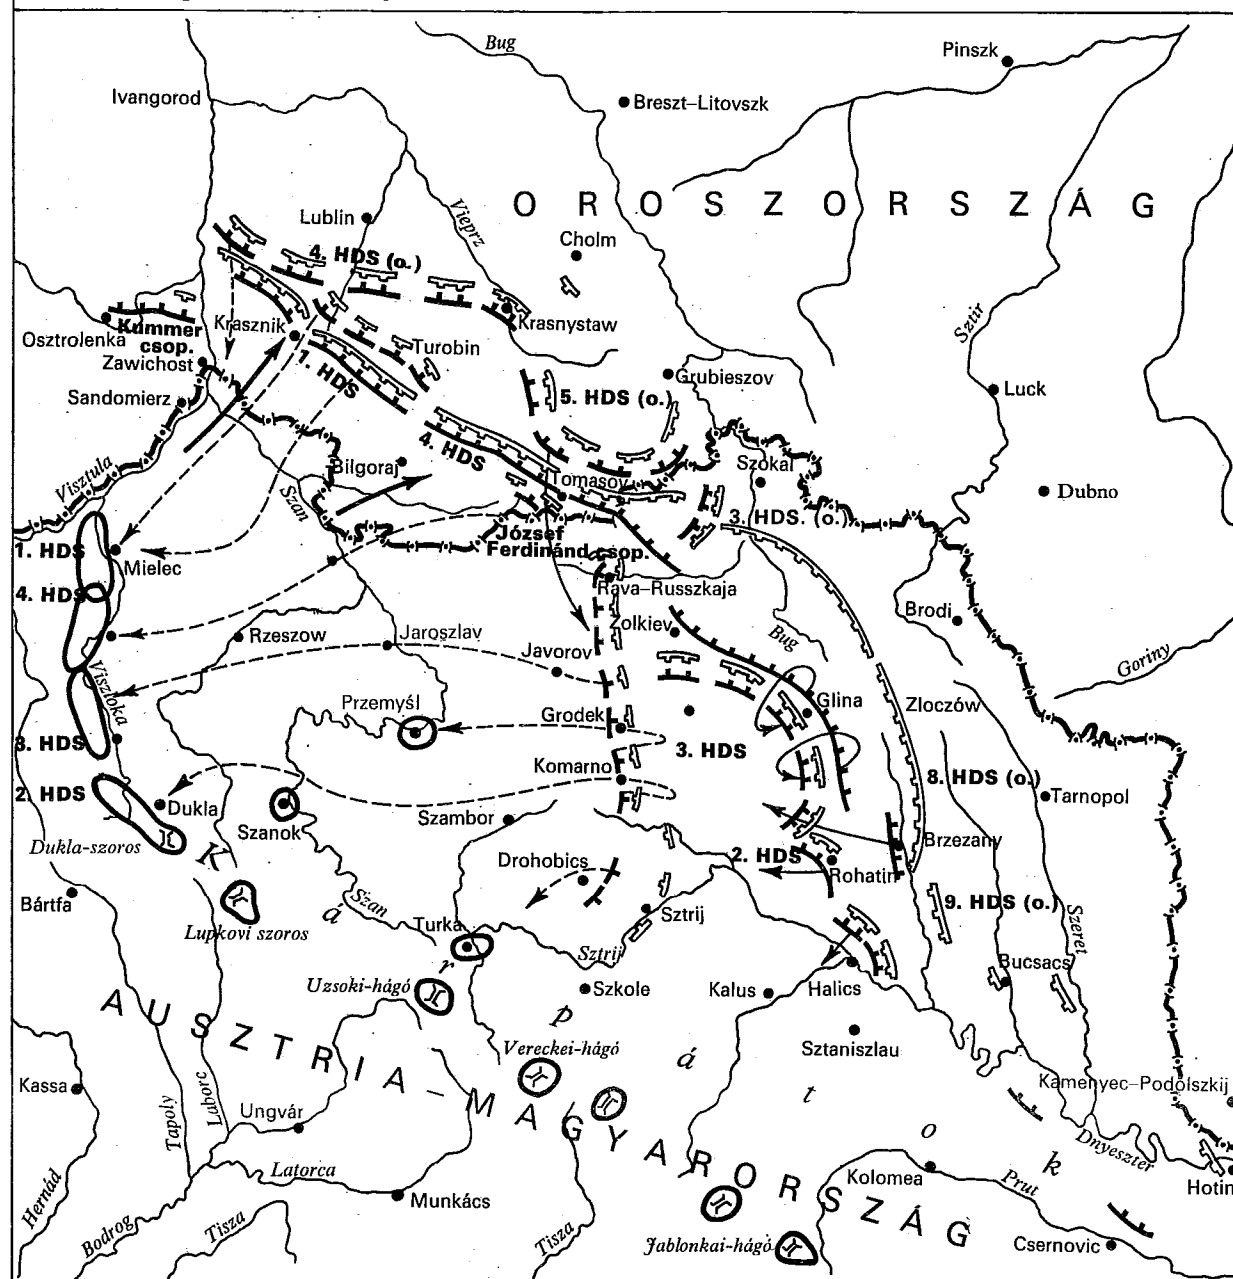 Bug
Pinszk
Ivangorod
Breszt–Litovszk
OROSZORSZÁG
Lublin
Vieprz
Cholm
4. HDS (o.)
Osztrolenka
Kummer
csop.
Krasznik
Krasnystaw
Sztir
Zawichost
Turobin
1. HDS
Grubieszov
Luck
Sandomierz
5. HDS (o.)
4. HDS
Bilgoraj
Szokal
Visztula
Tomasov
Dubno
Szan
3. HDS. (o.)
József
Ferdinánd csop.
1. HDS
Mielec
4. HDS
Rava–Russzkaja
Brodi
Rzeszow
Jaroszlav
Zolkiev
Bug
Javorov
Goriny
Viszloka
Przemyśl
Glina
Zloczów
Grodek
3. HDS
3. HDS
Komarno
8. HDS (o.)
2. HDS
Dukla
Tarnopol
Szanok
Szambor
Dukla-szoros
Brzezany
Drohobics
2. HDS
Rohatin
Bártfa
Szan
Sztrij
9. HDS (o.)
Lupkovi szoros
Turka
Szeret
Sztrij
Bucsacs
Uzsoki-hágó
Szkole
Kalus
Halics
AUSZTRIA–MAGYARORSZÁG
Kárpátok
Sztaniszlau
Vereckei-hágó
Kassa
Kamenyec–Podolszkij
Laborc
Tapoly
Ungvár
Dnyeszter
Latorca
Kolomea
Prut
Hotin
Hernád
Munkács
Bodrog
Tisza
Tisza
Jablonkai-hágó
Csernovic